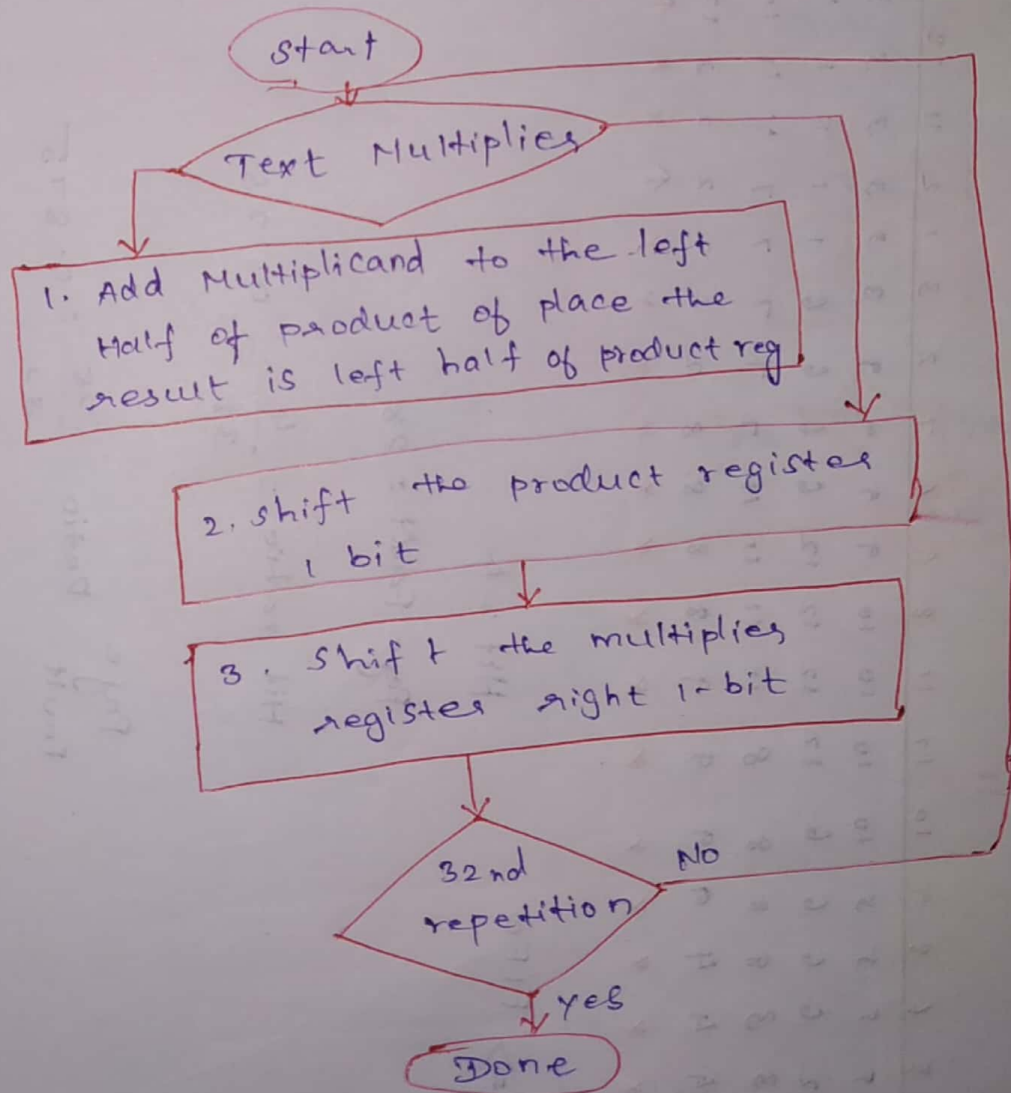 Start
Text Multiplier
1. Add Multiplicand to the left
Half of product of place the
result is left half of product reg
2. shift the product register
1 bit
3. Shift the multiplier
register right 1-bit
32nd
repetition
No
yes
Done